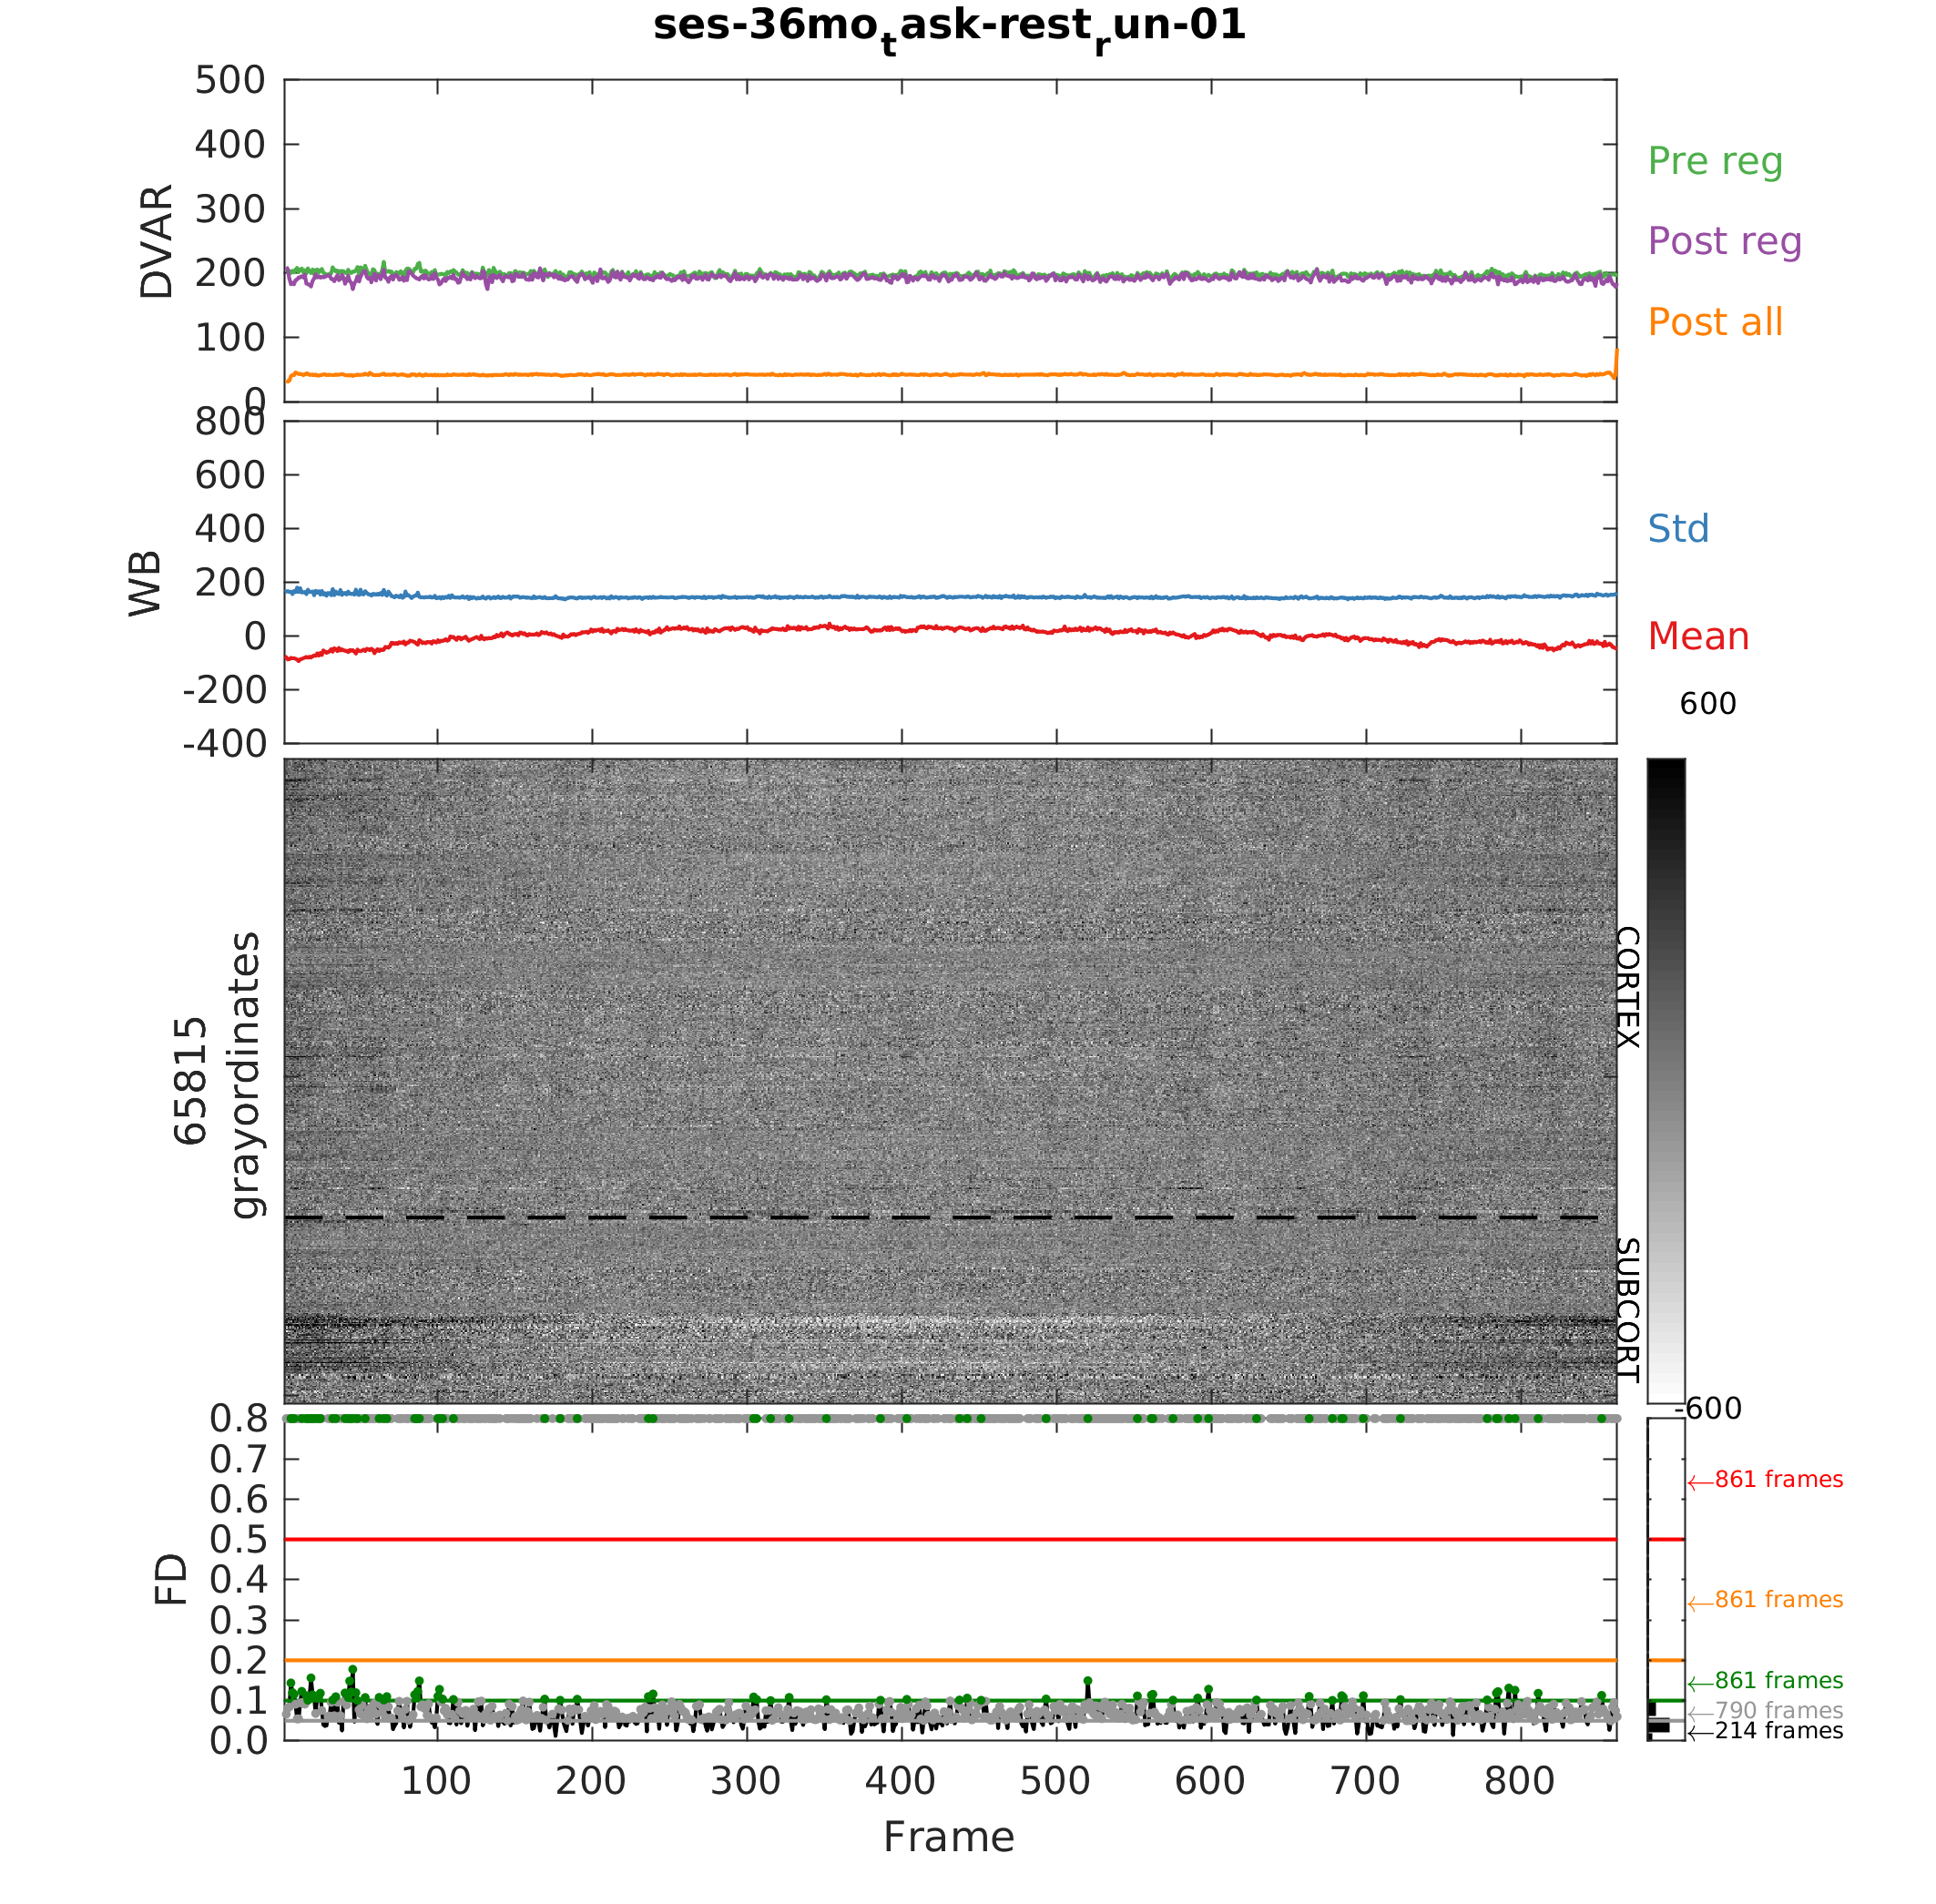 ses-36mo_task-rest_run-01
500
400
300
200
100
0
DVAR
Pre reg
Post reg
Post all
800
600
400
200
0
-200
-400
WB
Std
Mean
600
65815
grayordinates
CORTEX
SUBCORT
-600
0.8
0.7
0.6
0.5
0.4
0.3
0.2
0.1
0.0
FD
←861 frames
←861 frames
←861 frames
←790 frames
←214 frames
100 200 300 400 500 600 700 800
Frame